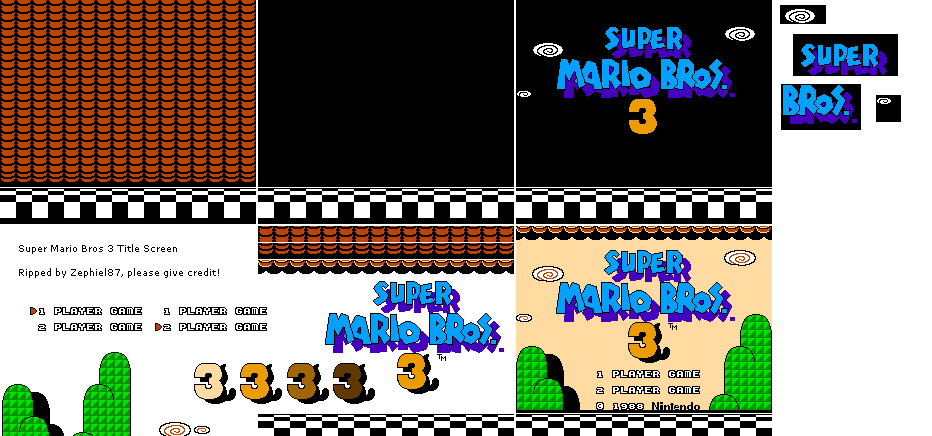 SUPER
MARIO BROS.
3
SUPER
BROS.
Super Mario Bros 3 Title Screen
Ripped by Zephiel87, please give credit!
1 PLAYER GAME
2 PLAYER GAME
1 PLAYER GAME
2 PLAYER GAME
3 3 3 3
SUPER
MARIO BROS.
TM
3
SUPER
MARIO BROS.
TM
3
1 PLAYER GAME
2 PLAYER GAME
© 1988 Nintendo